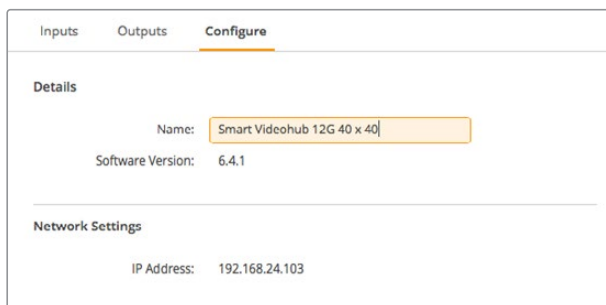 Inputs Outputs Configure
Details
Name: Smart Videohub 12G 40 x 40
Software Version: 6.4.1
Network Settings
IP Address: 192.168.24.103